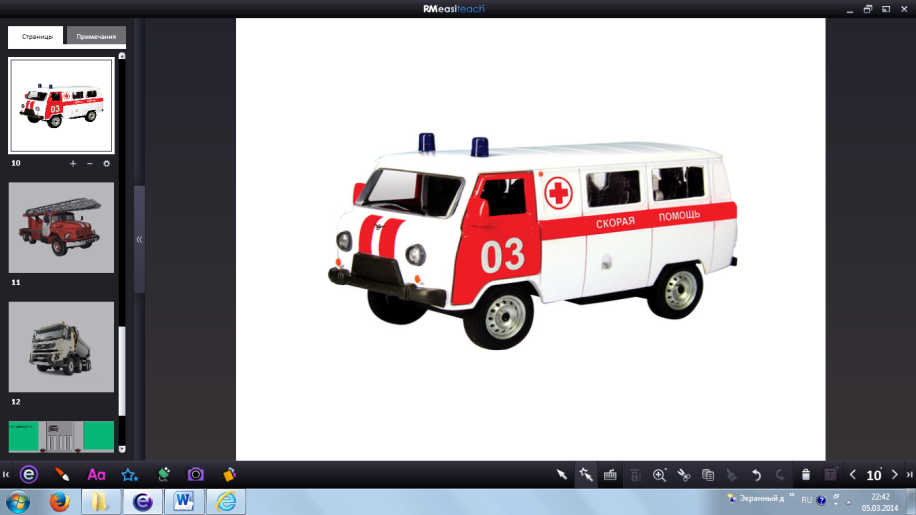 RMeasiteach
Страницы
Примечания
03
10
11
12
СКОРАЯ ПОМОЩЬ
03
Aa
10
Экранный д
RU
22:42
05.03.2014